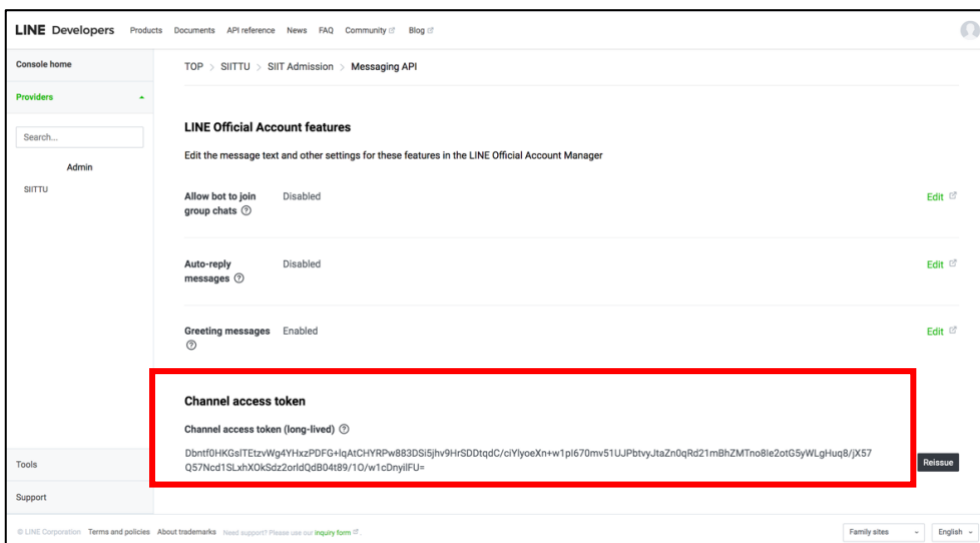 LINE Developers Products Documents API reference News FAQ Community Blog
Console home
TOP > SIITTU > SIIT Admission > Messaging API
Providers
Search...
Admin
SIITTU
LINE Official Account features
Edit the message text and other settings for these features in the LINE Official Account Manager
Allow bot to join group chats Disabled Edit
Auto-reply messages Disabled Edit
Greeting messages Enabled Edit
Channel access token
Channel access token (long-lived)
Reissue
Tools
Support
© LINE Corporation Terms and policies About trademarks Need support? Please use our inquiry form.
Family sites English